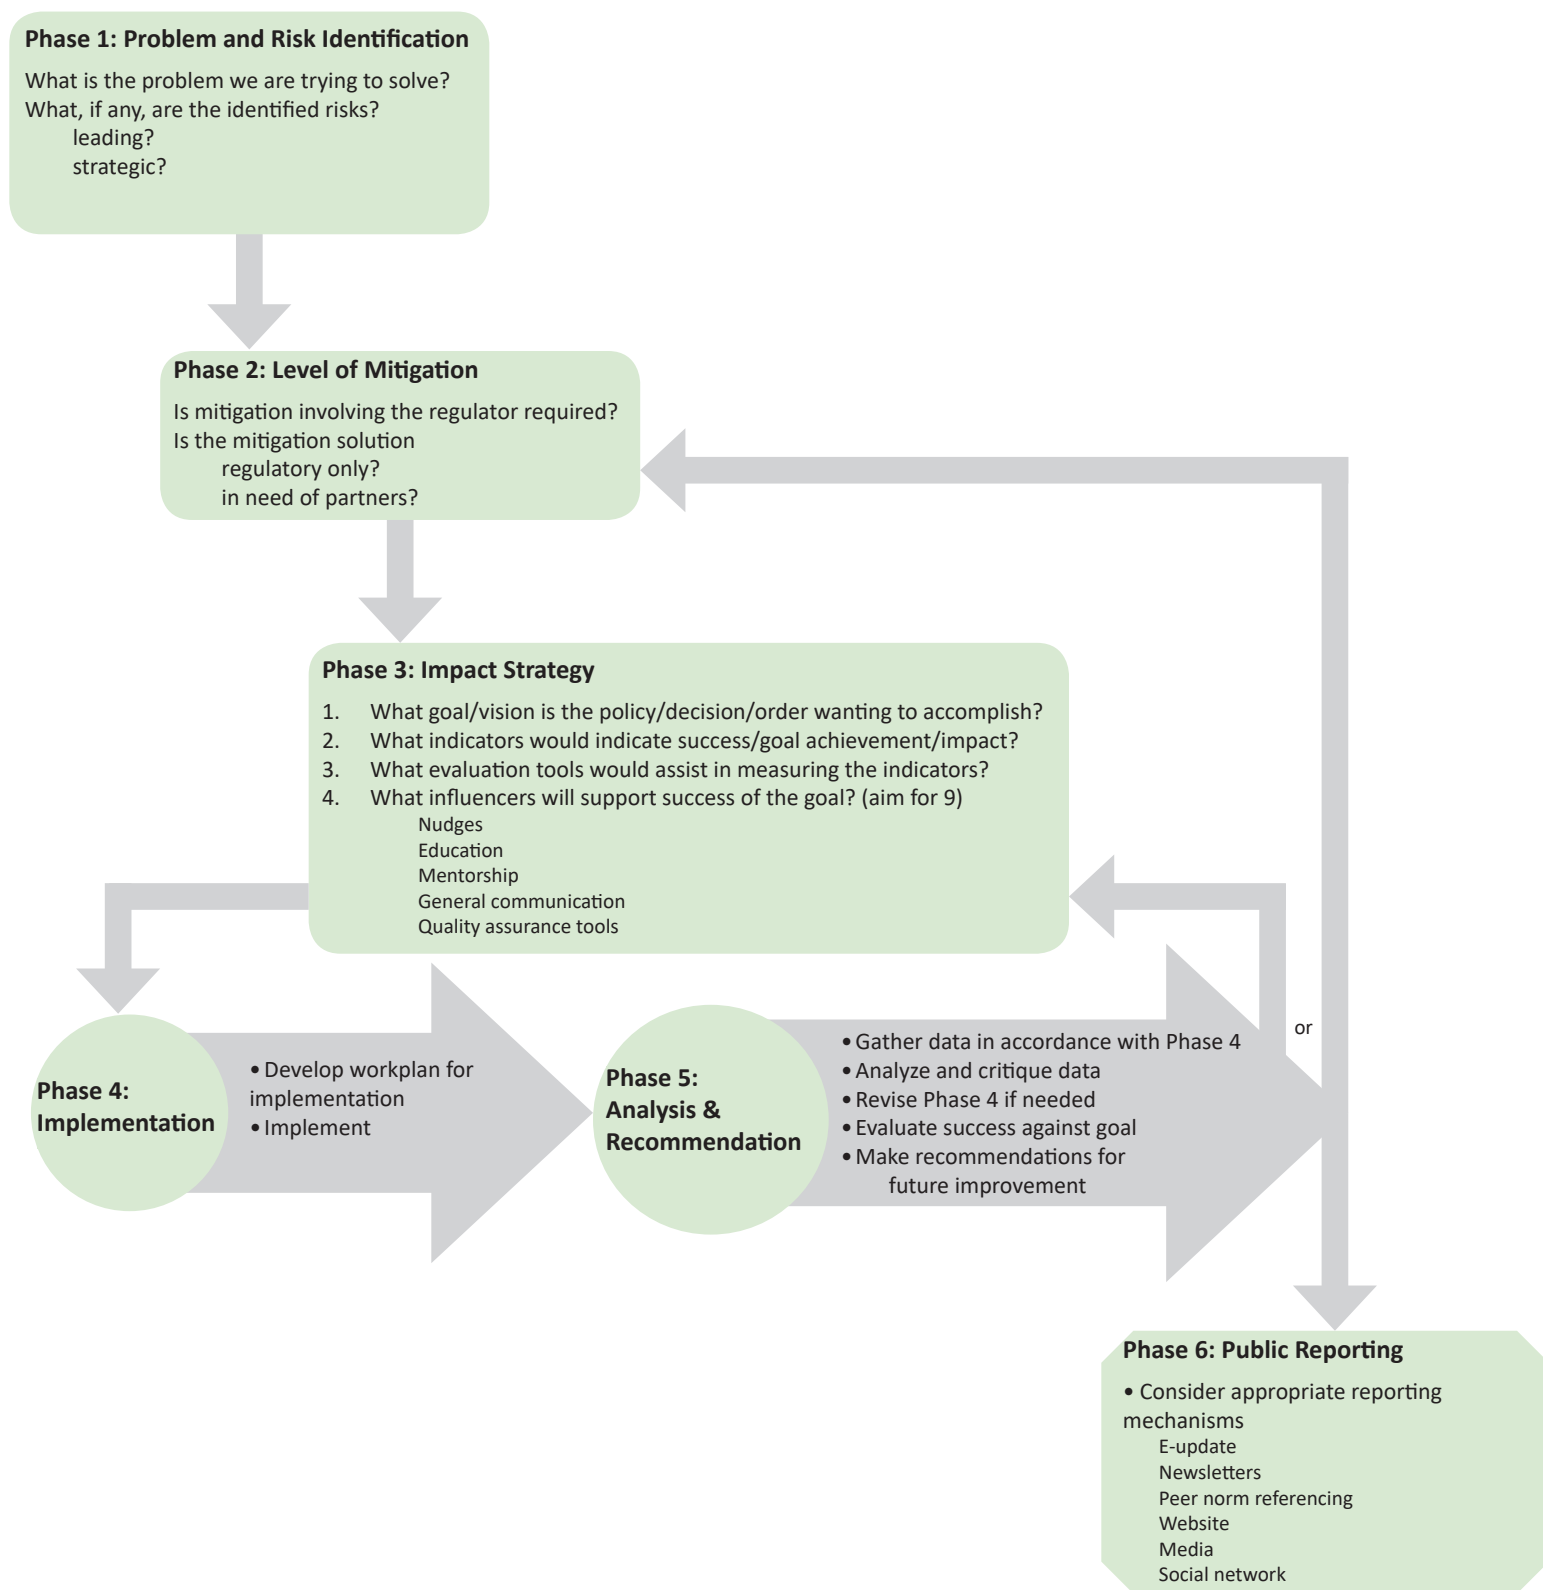 Phase 1: Problem and Risk Identification
What is the problem we are trying to solve?
What, if any, are the identified risks?
leading?
strategic?
Phase 2: Level of Mitigation
Is mitigation involving the regulator required?
Is the mitigation solution
regulatory only?
in need of partners?
Phase 3: Impact Strategy
1. What goal/vision is the policy/decision/order wanting to accomplish?
2. What indicators would indicate success/goal achievement/impact?
3. What evaluation tools would assist in measuring the indicators?
4. What influencers will support success of the goal? (aim for 9)
Nudges
Education
Mentorship
General communication
Quality assurance tools
Phase 4:
Implementation
• Develop workplan for
implementation
• Implement
Phase 5:
Analysis &
Recommendation
• Gather data in accordance with Phase 4
• Analyze and critique data
• Revise Phase 4 if needed
• Evaluate success against goal
• Make recommendations for
future improvement
or
Phase 6: Public Reporting
• Consider appropriate reporting
mechanisms
E-update
Newsletters
Peer norm referencing
Website
Media
Social network